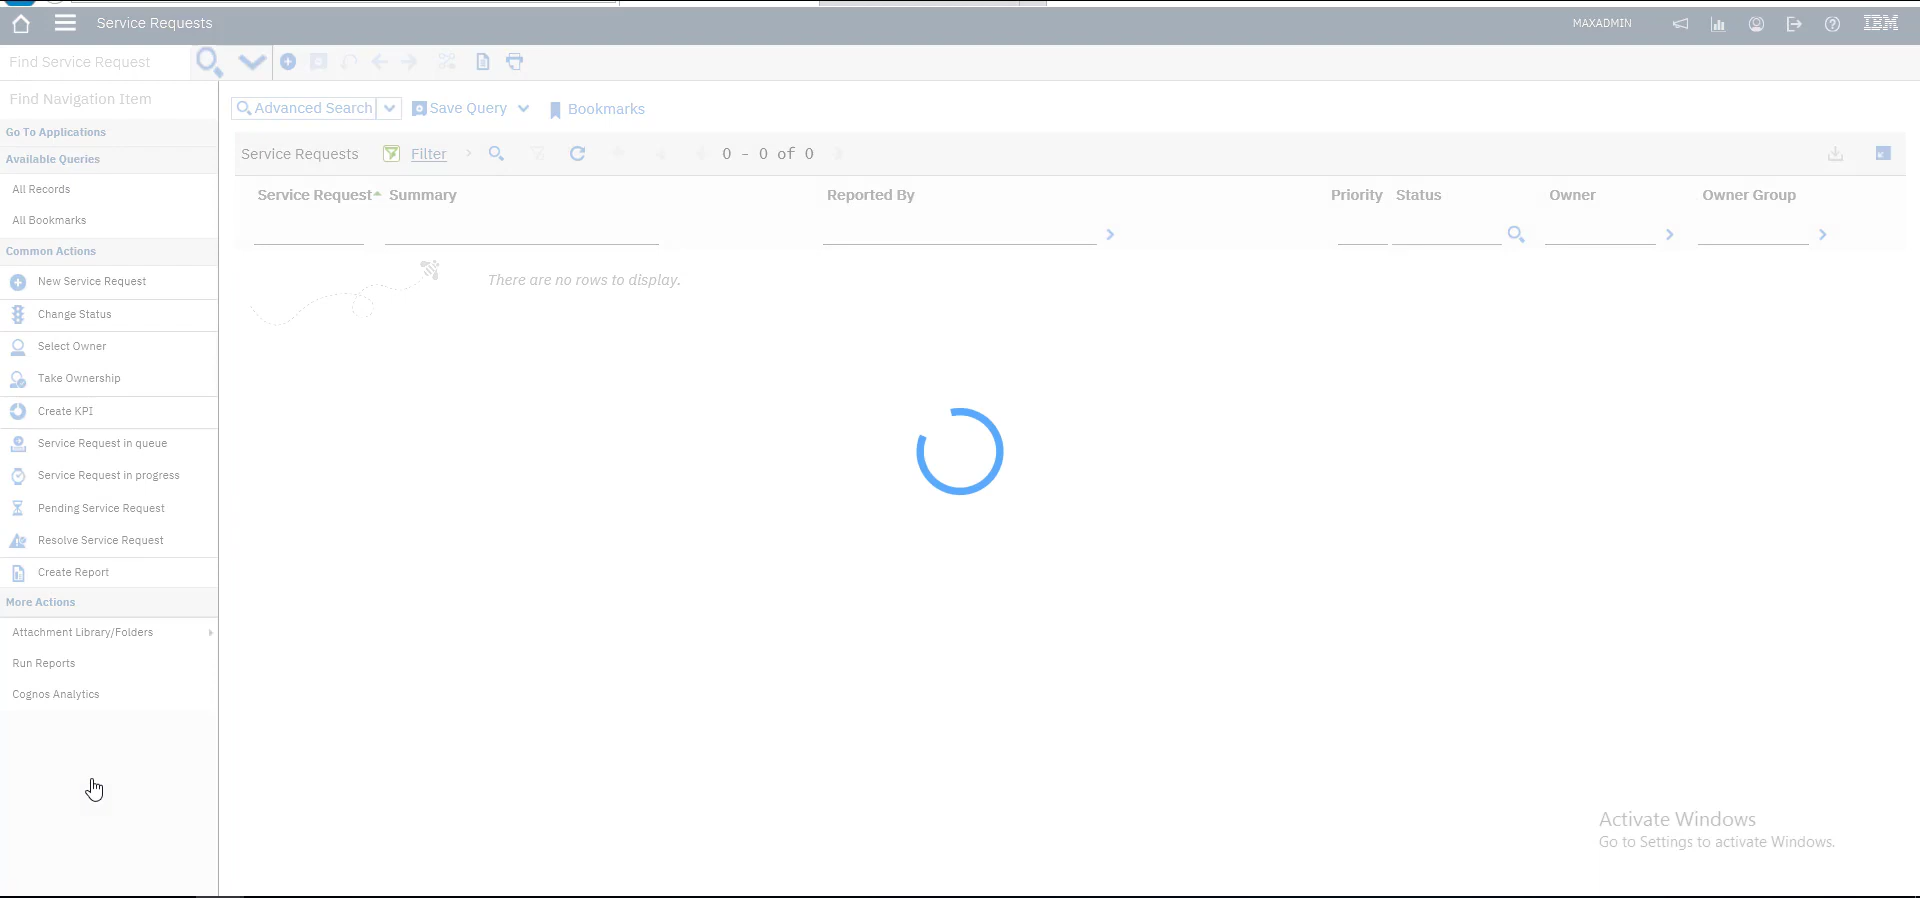 Service Requests
MAXADMIN
IBM
Find Service Request
Find Navigation Item
Go To Applications
Available Queries
All Records
All Bookmarks
Common Actions
New Service Request
Change Status
Select Owner
Take Ownership
Create KPI
Service Request in queue
Service Request in progress
Pending Service Request
Resolve Service Request
Create Report
More Actions
Attachment Library/Folders
Run Reports
Cognos Analytics
Advanced Search Save Query Bookmarks
Service Requests Filter 0 - 0 of 0
Service Request Summary Reported By Priority Status Owner Owner Group
There are no rows to display.
Activate Windows
Go to Settings to activate Windows.